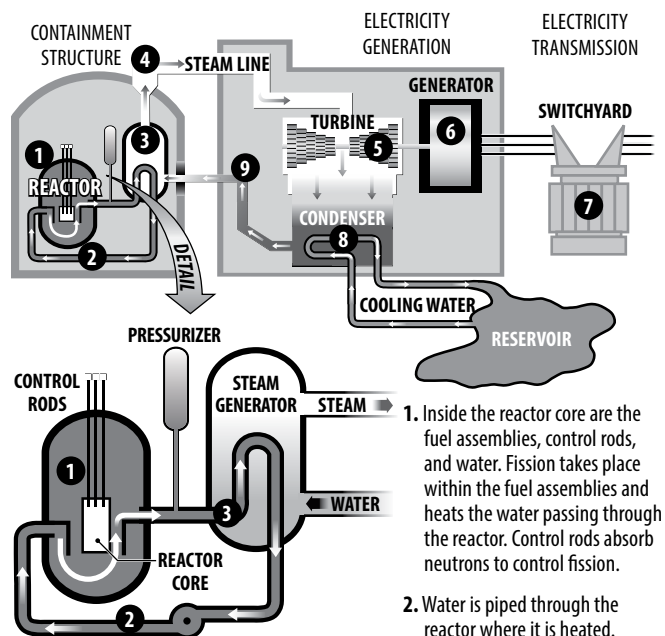 CONTAINMENT
STRUCTURE
ELECTRICITY
GENERATION
ELECTRICITY
TRANSMISSION
4
STEAM LINE
GENERATOR
SWITCHYARD
TURBINE
3
1
REACTOR
9
5
6
7
2
DETAIL
CONDENSER
8
COOLING WATER
RESERVOIR
PRESSURIZER
CONTROL
RODS
STEAM
GENERATOR
STEAM
1
3
WATER
REACTOR
CORE
2
1. Inside the reactor core are the
fuel assemblies, control rods,
and water. Fission takes place
within the fuel assemblies and
heats the water passing through
the reactor. Control rods absorb
neutrons to control fission.
2. Water is piped through the
reactor where it is heated.